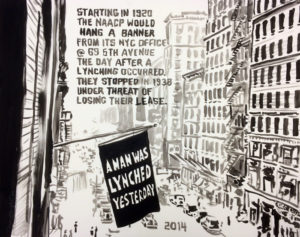 STARTING IN 1920
THE NAACP WOULD
HANG A BANNER
FROM ITS NYC OFFICE
@ 69 5TH AVENUE
THE DAY AFTER A
LYNCHING OCCURRED.
THEY STOPPED IN 1938
UNDER THREAT OF
LOSING THEIR LEASE.
A MAN WAS
LYNCHED
YESTERDAY
2014